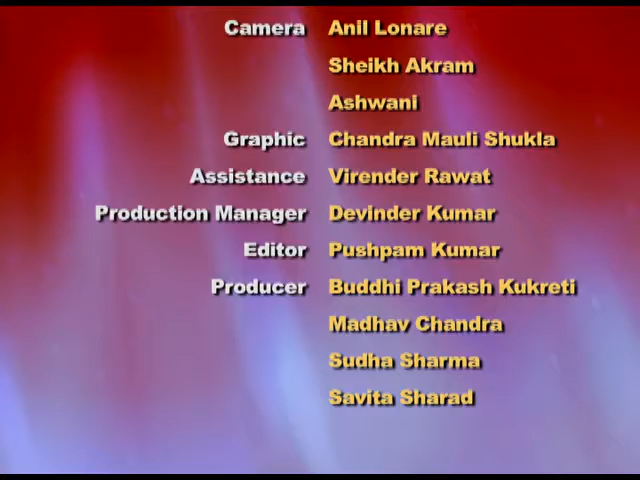 Camera Anil Lonare
Sheikh Akram
Ashwani
Graphic Chandra Mauli Shukla
Assistance Virender Rawat
Production Manager Devinder Kumar
Editor Pushpam Kumar
Producer Buddhi Prakash Kukreti
Madhav Chandra
Sudha Sharma
Savita Sharad